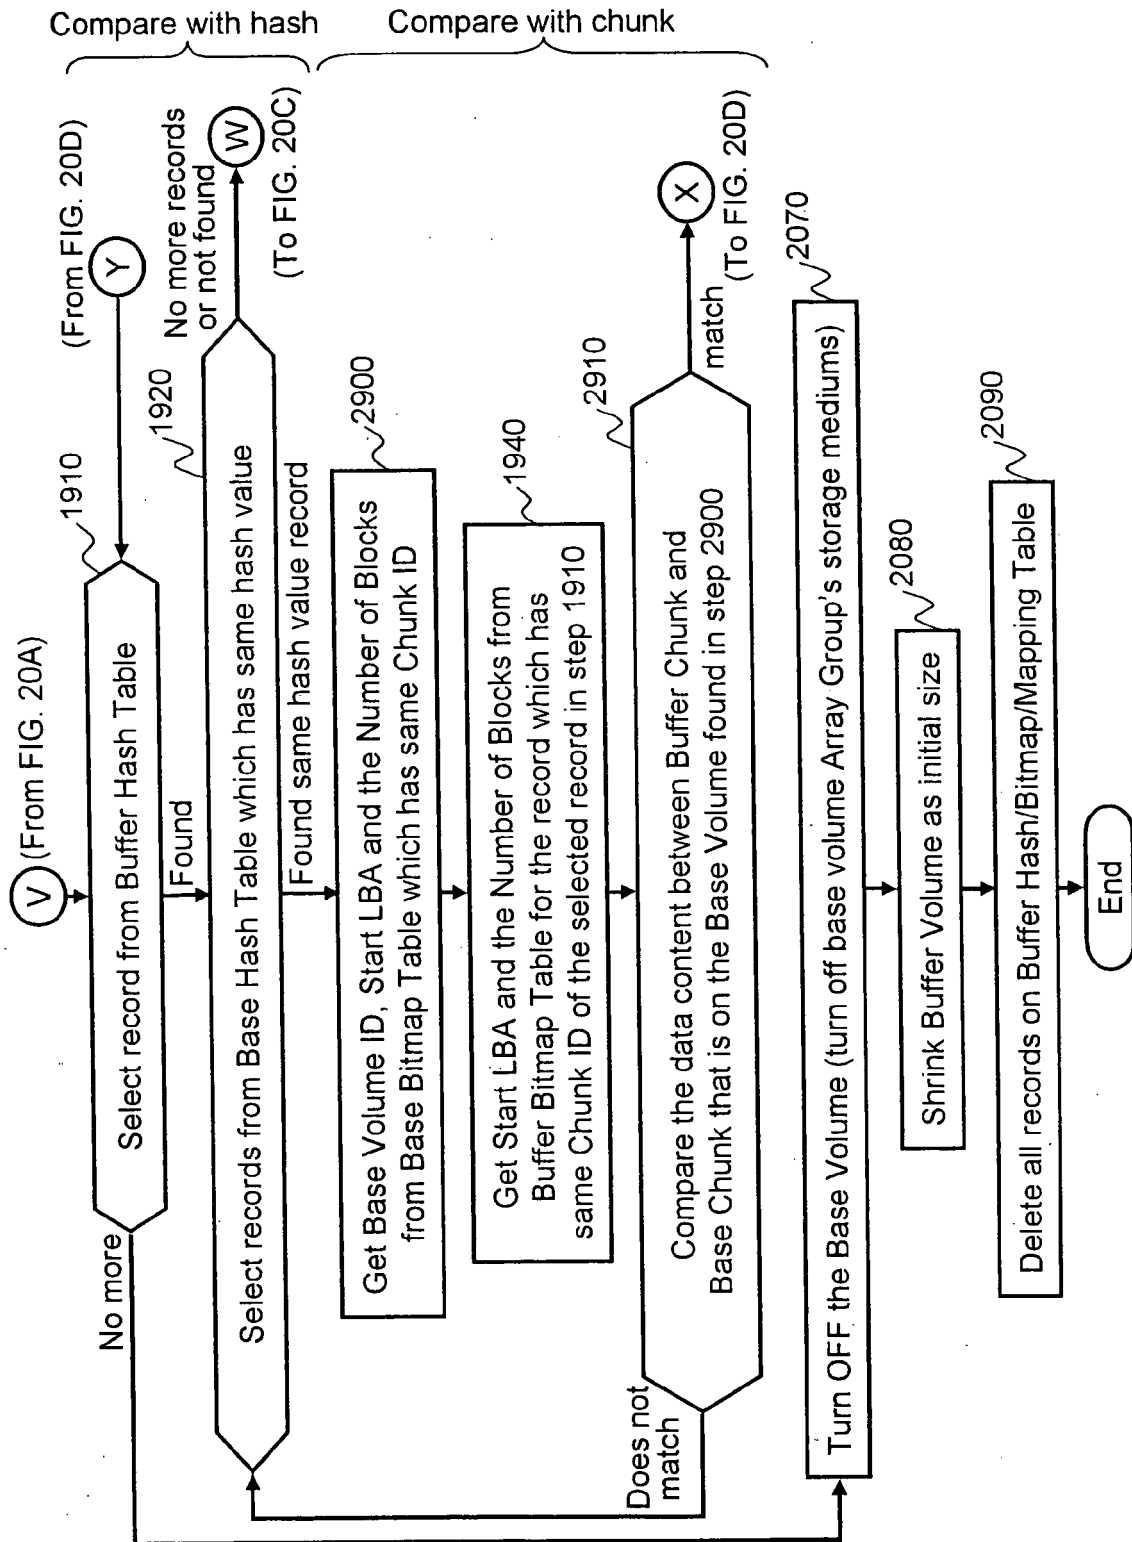 V (From FIG. 20A)
(From FIG. 20D)
Y
Compare with hash
1910
Select record from Buffer Hash Table
No more
Found
1920
Select records from Base Hash Table which has same hash value
No more records
or not found
W
(To FIG. 20C)
Found same hash value record
Compare with chunk
2900
Get Base Volume ID, Start LBA and the Number of Blocks
from Base Bitmap Table which has same Chunk ID
1940
Get Start LBA and the Number of Blocks from
Buffer Bitmap Table for the record which has
same Chunk ID of the selected record in step 1910
2910
Compare the data content between Buffer Chunk and
Base Chunk that is on the Base Volume found in step 2900
Does not
match
match
X
(To FIG. 20D)
2070
Turn OFF the Base Volume (turn off base volume Array Group's storage mediums)
2080
Shrink Buffer Volume as initial size
2090
Delete all records on Buffer Hash/Bitmap/Mapping Table
End